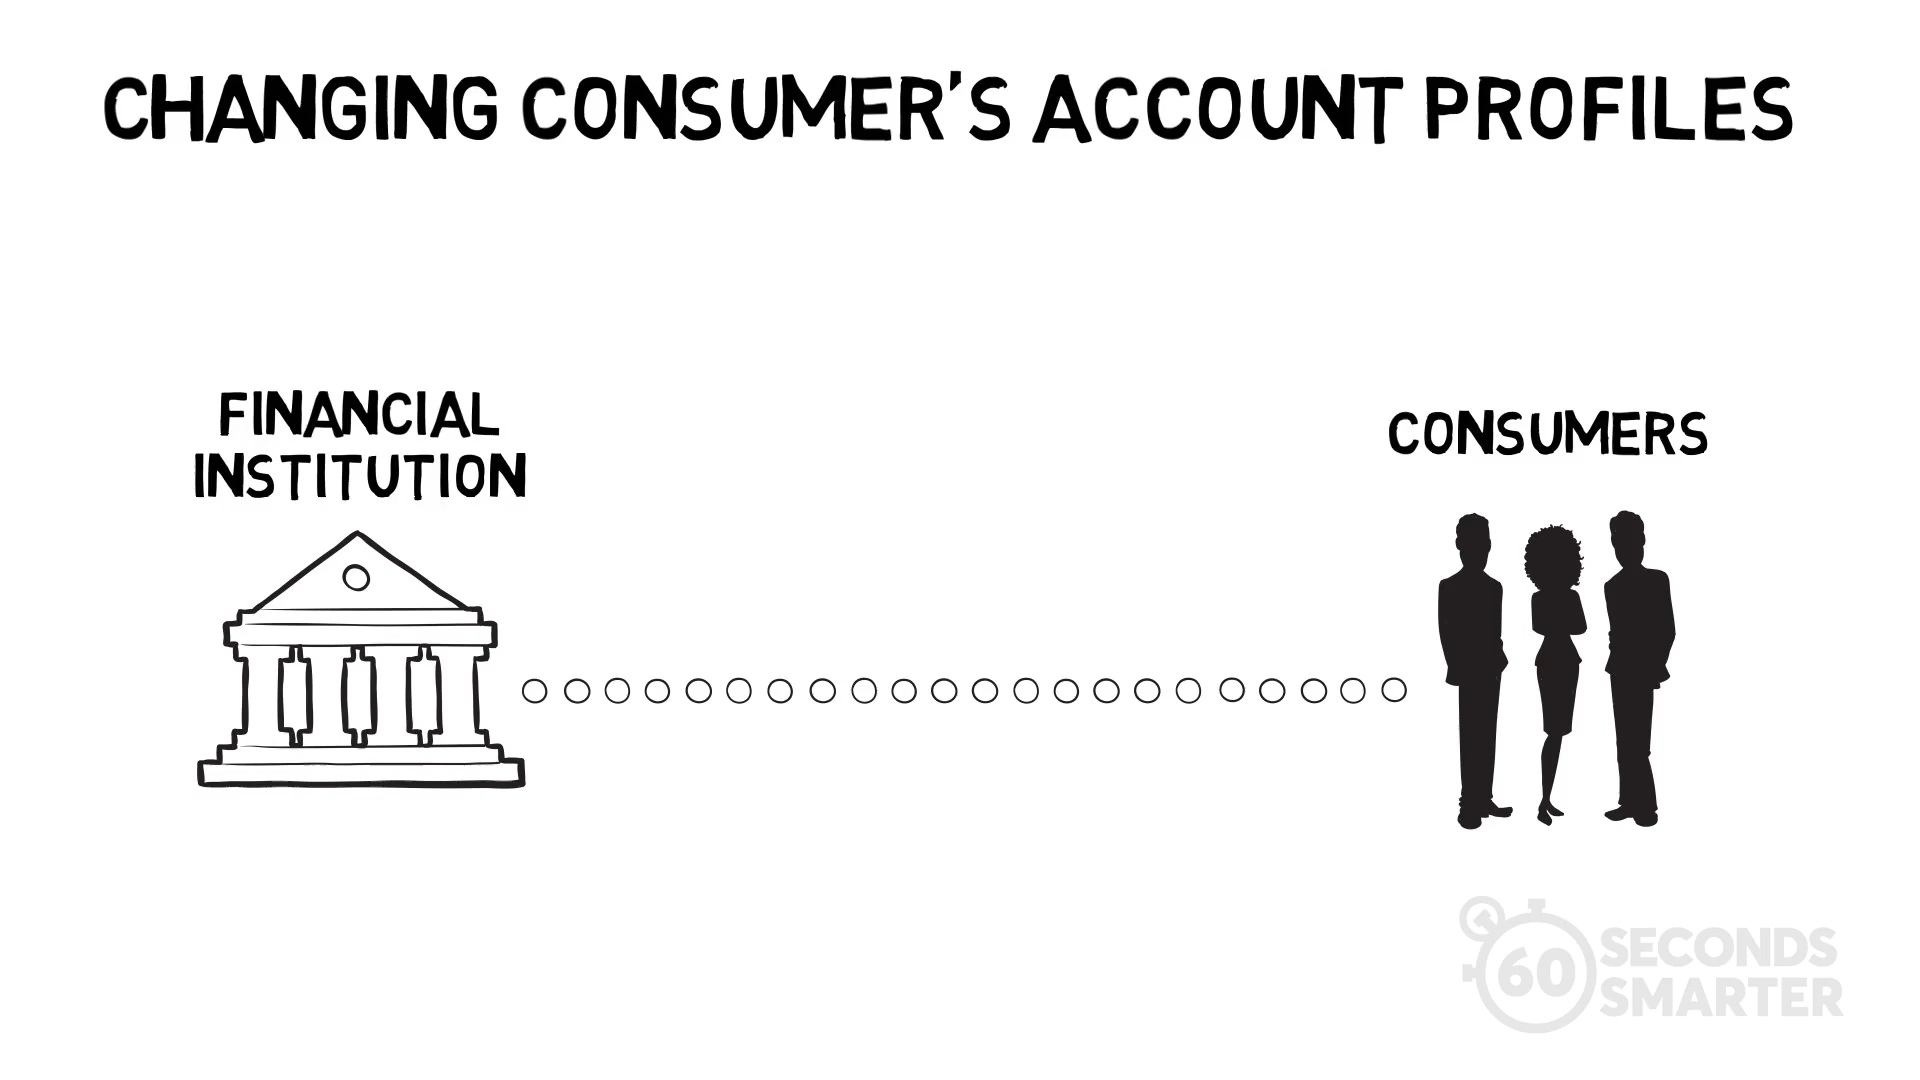 CHANGING CONSUMER'S ACCOUNT PROFILES
FINANCIAL
INSTITUTION
CONSUMERS
60
SECONDS
SMARTER